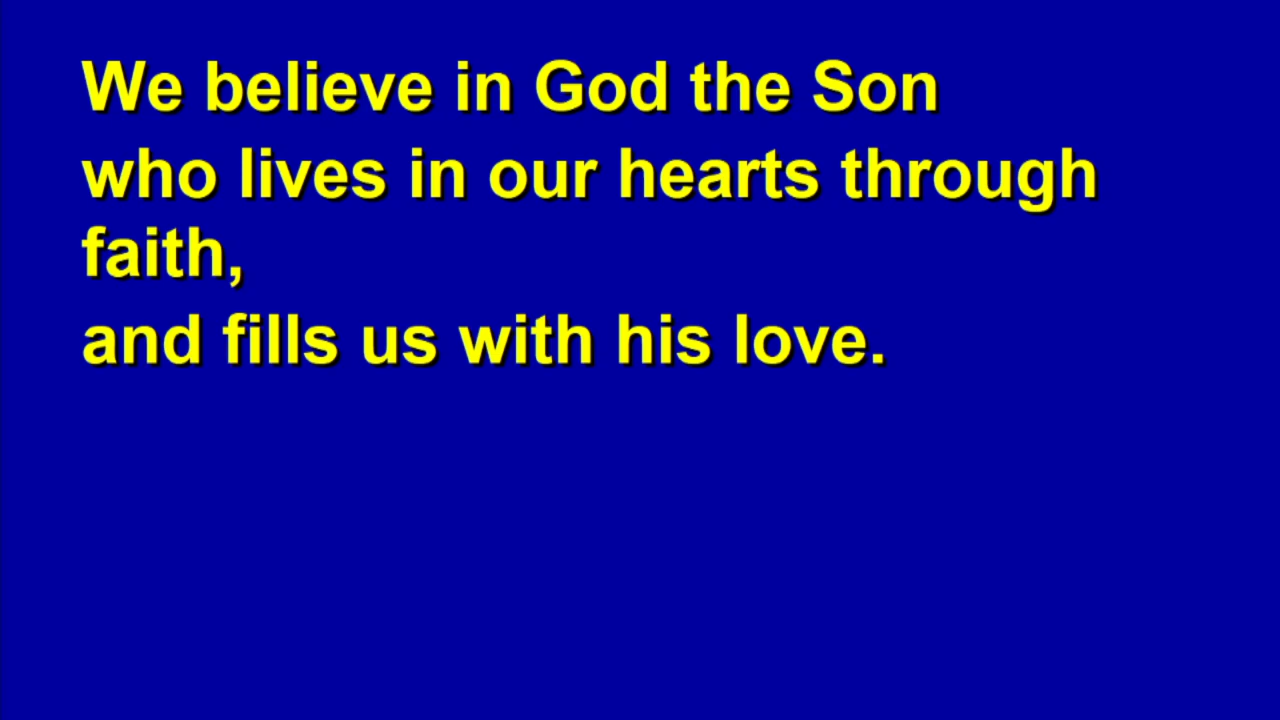 We believe in God the Son
who lives in our hearts through
faith,
and fills us with his love.